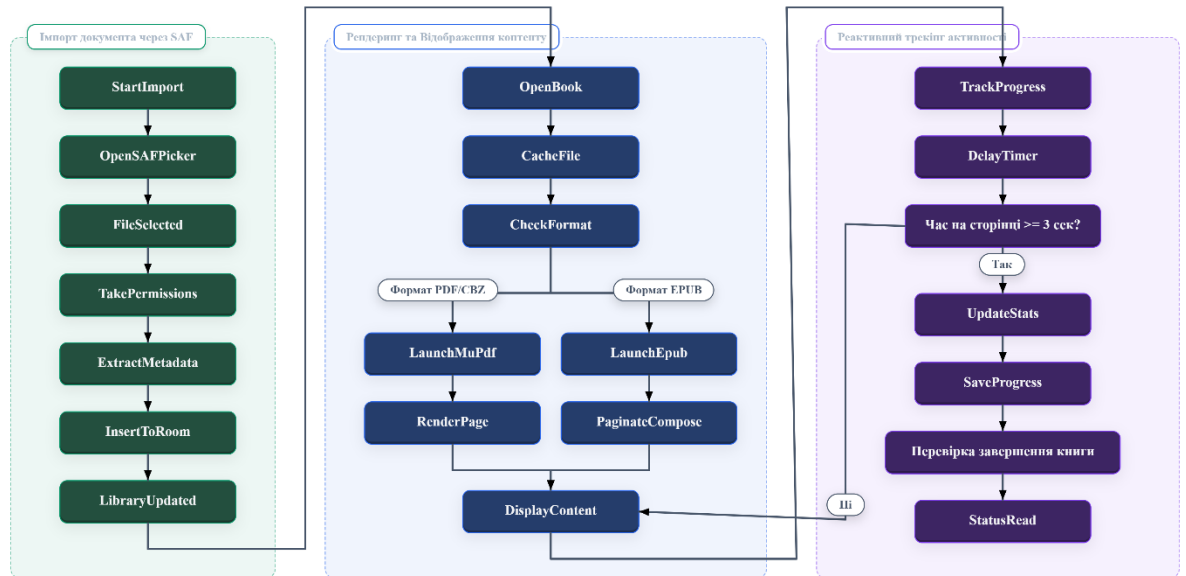 Імпорт документа через SAF
StartImport
OpenSAFPicker
FileSelected
TakePermissions
ExtractMetadata
InsertToRoom
LibraryUpdated
Рендеринг та Відображення контенту
OpenBook
CacheFile
CheckFormat
Формат PDF/CBZ
Формат EPUB
LaunchMuPdf
LaunchEpub
RenderPage
PaginateCompose
DisplayContent
Реактивний трекінг активності
TrackProgress
DelayTimer
Час на сторінці >= 3 сек?
Так
UpdateStats
SaveProgress
Перевірка завершення книги
Ні
StatusRead